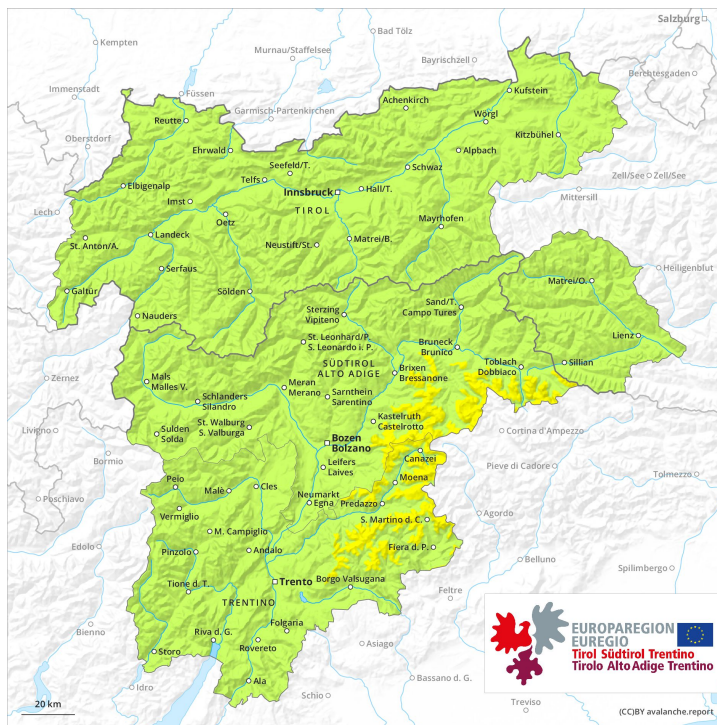 Salzburg
Bad Tölz
Kempten
Murnau/Staffelsee
Bayrischzell
Berchtesgaden
Immenstadt
Füssen
Kufstein
Achenkirch
Garmisch-Partenkirchen
Reutte
Wörgl
Oberstdorf
Kitzbühel
Ehrwald
Alpbach
Seefeld/T.
Schwaz
Telfs
Zell/See
Zell/See
Elbigenalp
Innsbruck
Hall/T.
Mittersill
Imst
TIROL
Lech
Oetz
Mayrhofen
Landeck
St. Anton/A.
Neustift/St.
Matrei/B.
Serfaus
Heiligenblut
Matrei/O.
Galtür
Sölden
Sand/T.
Campo Tures
Nauders
Sterzing
Vipiteno
Lienz
St. Leonhard/P.
S. Leonardo i. P.
Bruneck
Brunico
Toblach
Dobbiaco
Sillian
SÜDTIROL
ALTO ADIGE
Brixen
Bressanone
Zernez
Mals
Malles V.
Meran
Merano
Sarnthein
Sarentino
Schlanders
Silandro
Kastelruth
Castelrotto
St. Walburg
S. Valburga
Cortina d'Ampezzo
Livigno
Sulden
Solda
Bozen
Bolzano
Canazei
Bormio
Leifers
Laives
Pieve di Cadore
Tolmezzo
Moena
Peio
Malè
Cles
Neumarkt
Egna
Poschiavo
Predazzo
Vermiglio
Agordo
S. Martino d. C.
M. Campiglio
Edolo
Pinzolo
Andalo
Fiera d. P.
Belluno
Spilimbergo
Tione d. T.
Trento
Borgo Valsugana
Feltre
TRENTINO
Folgaria
Bienno
Riva d. G.
Rovereto
Asiago
Storo
Bassano d. G.
Ala
Idro
Schio
Treviso
EUROPAREGION
EUREGIO
Tirol Südtirol Trentino
Tirolo Alto Adige Trentino
20 km
(CC)BY avalanche.report